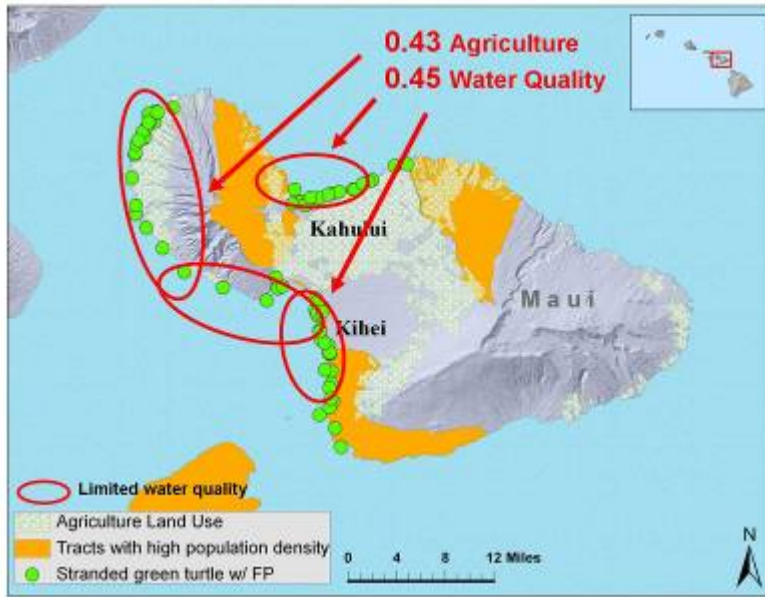 0.43 Agriculture
0.45 Water Quality
Kahului
Maui
Kihei
Limited water quality
Agriculture Land Use
Tracts with high population density
Stranded green turtle w/ FP
0 4 8 12 Miles
N